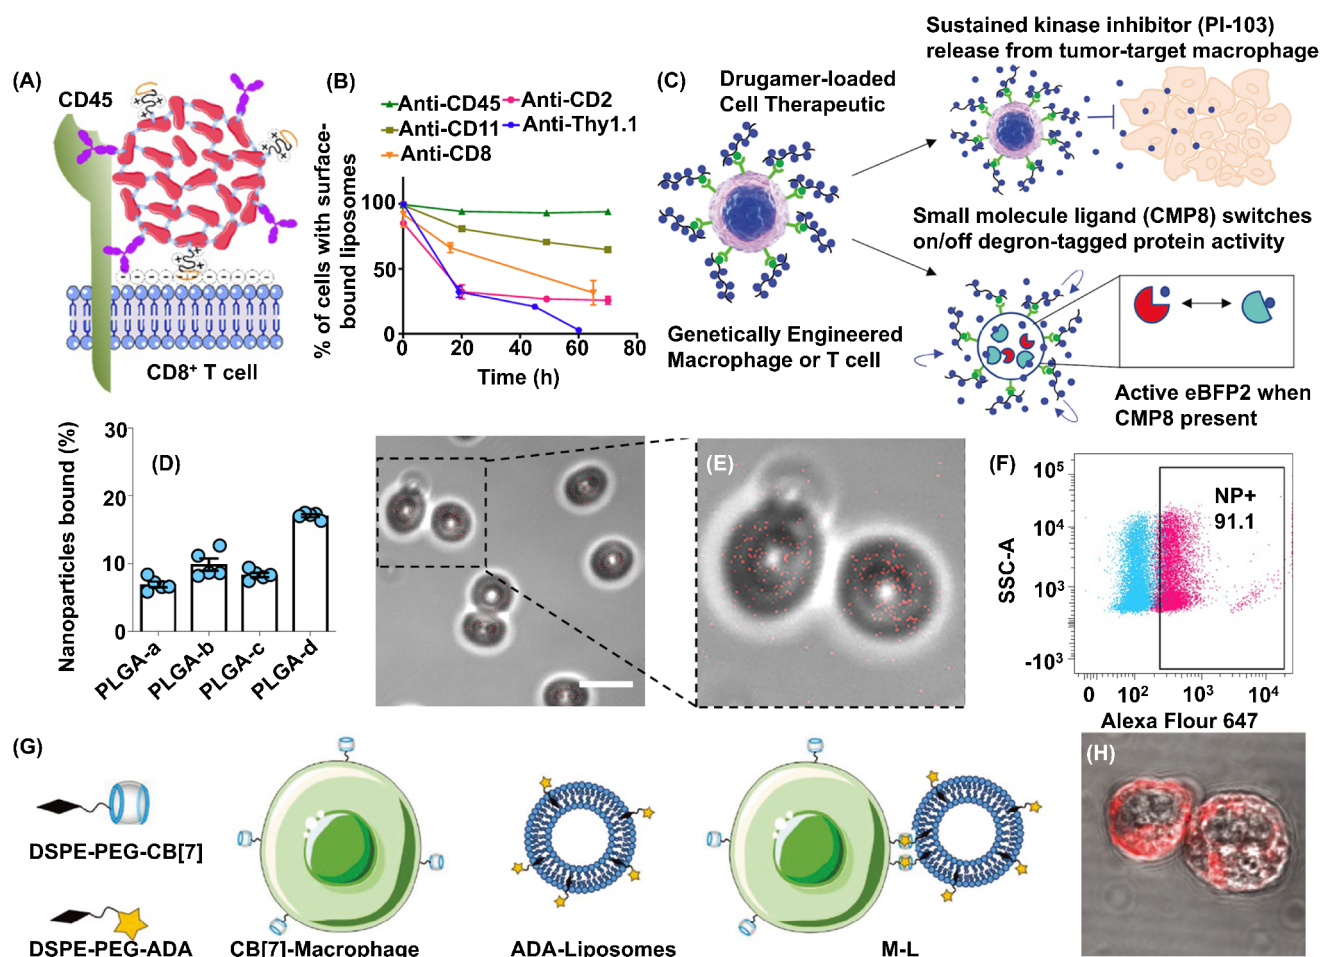 Sustained kinase inhibitor (PI-103)
release from tumor-target macrophage
(A)
CD45
CD8⁺ T cell
(B)
Anti-CD45
Anti-CD2
Anti-CD11
Anti-Thy1.1
Anti-CD8
% of cells with surface-
bound liposomes
100
50
0
0
20
40
60
80
Time (h)
(C)
Drugamer-loaded
Cell Therapeutic
Genetically Engineered
Macrophage or T cell
Small molecule ligand (CMP8) switches
on/off degron-tagged protein activity
Active eBFP2 when
CMP8 present
(D)
Nanoparticles bound (%)
30
20
10
0
PLGA-a
PLGA-b
PLGA-c
PLGA-d
(E)
(F)
SSC-A
10⁵
10⁴
10³
-10³
NP+
91.1
0
10²
10³
10⁴
Alexa Flour 647
(G)
DSPE-PEG-CB[7]
DSPE-PEG-ADA
CB[7]-Macrophage
ADA-Liposomes
M-L
(H)